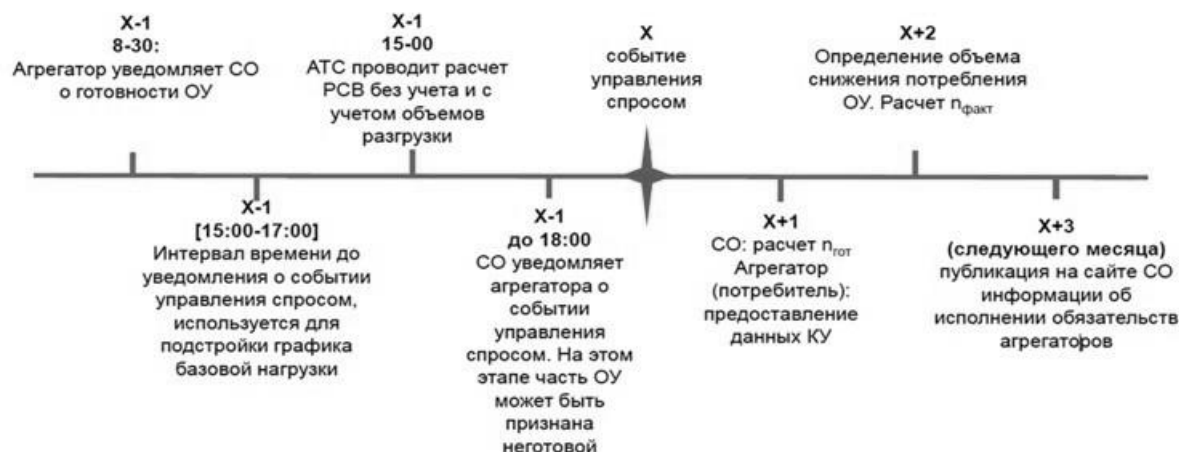 X-1
8-30:
Агрегатор уведомляет СО
о готовности ОУ
X-1
15-00
АТС проводит расчет
РСВ без учета и с
учетом объемов
разгрузки
X
событие
управления
спросом
X+2
Определение объема
снижения потребления
ОУ. Расчет nфакт
X-1
[15:00-17:00]
Интервал времени до
уведомления о событии
управления спросом,
используется для
подстройки графика
базовой нагрузки
X-1
до 18:00
СО уведомляет
агрегатора о
событии
управления
спросом. На этом
этапе часть ОУ
может быть
признана
неготовой
X+1
СО: расчет nгот
Агрегатор
(потребитель):
предоставление
данных КУ
X+3
(следующего месяца)
публикация на сайте СО
информации об
исполнении обязательств
агрегаторов